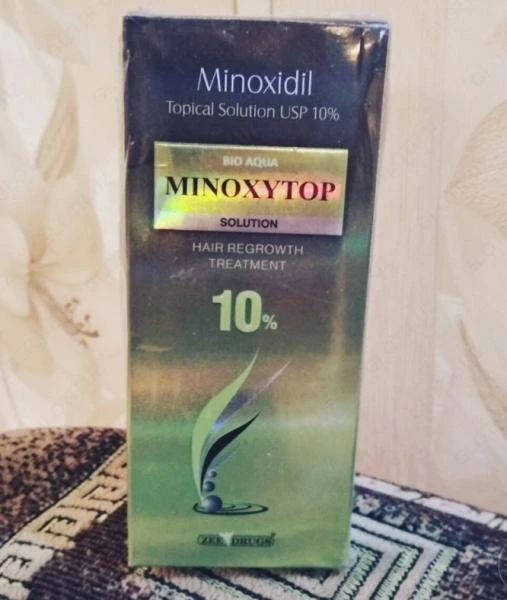 Minoxidil
Topical Solution USP 10%
BIO AQUA
MINOXYTOP
SOLUTION
HAIR REGROWTH
TREATMENT
10%
ZEE DRUGS